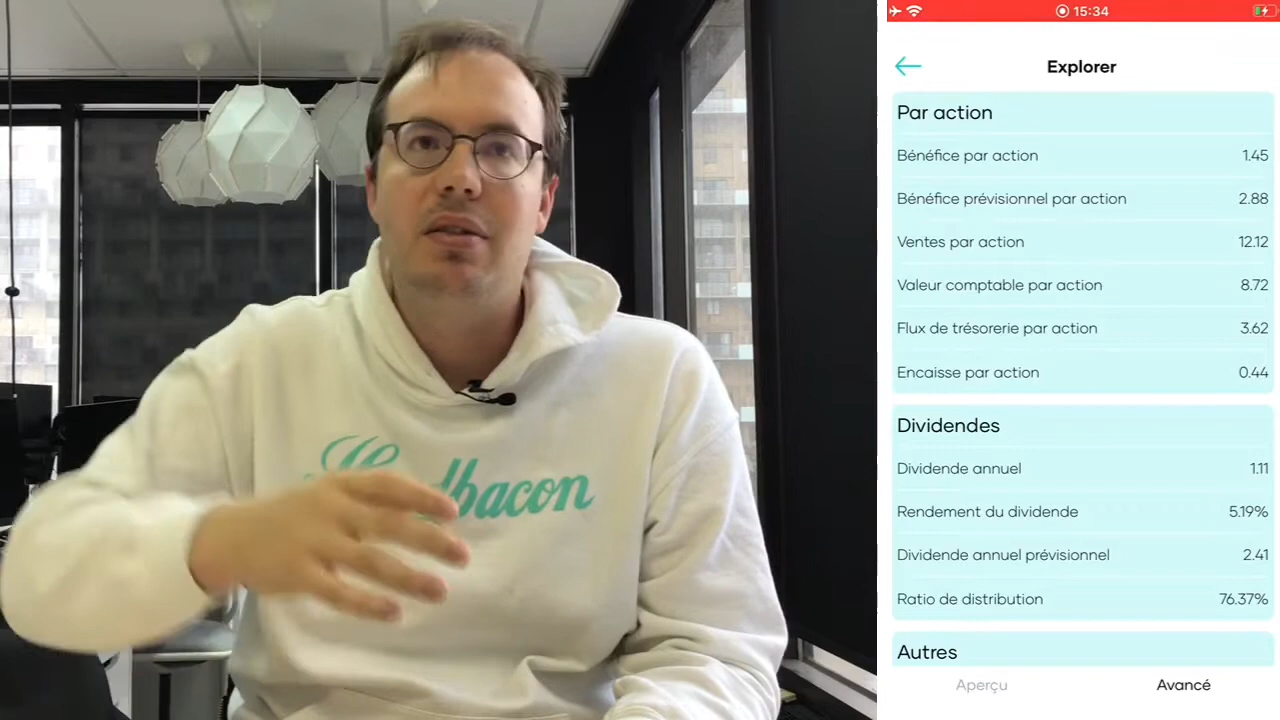 bacon
15:34
Explorer
Par action
Bénéfice par action 1.45
Bénéfice prévisionnel par action 2.88
Ventes par action 12.12
Valeur comptable par action 8.72
Flux de trésorerie par action 3.62
Encaisse par action 0.44
Dividendes
Dividende annuel 1.11
Rendement du dividende 5.19%
Dividende annuel prévisionnel 2.41
Ratio de distribution 76.37%
Autres
Aperçu Avancé